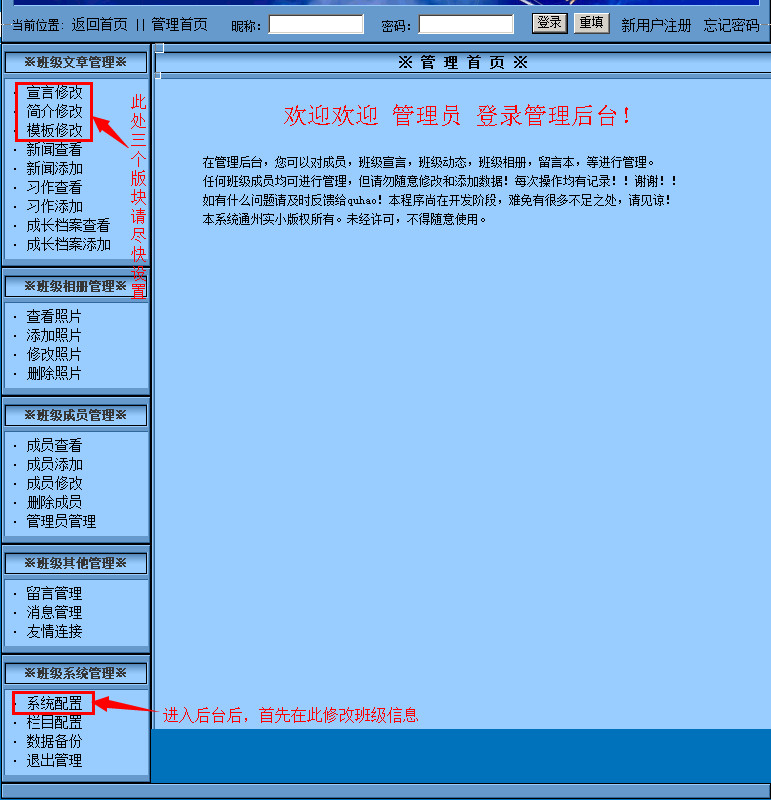 当前位置: 返回首页 || 管理首页 昵称: 密码: 登录 重填 新用户注册 忘记密码
※班级文章管理※
· 宣言修改
· 简介修改
· 模板修改
· 新闻查看
· 新闻添加
· 习作查看
· 习作添加
· 成长档案查看
· 成长档案添加
此处三个版块请尽快设置
※班级相册管理※
· 查看照片
· 添加照片
· 修改照片
· 删除照片
※班级成员管理※
· 成员查看
· 成员添加
· 成员修改
· 删除成员
· 管理员管理
※班级其他管理※
· 留言管理
· 消息管理
· 友情连接
※班级系统管理※
· 系统配置
· 栏目配置
· 数据备份
· 退出管理
※ 管 理 首 页 ※
欢迎欢迎 管理员 登录管理后台!
在管理后台，您可以对成员，班级宣言，班级动态，班级相册，留言本，等进行管理。
任何班级成员均可进行管理，但请勿随意修改和添加数据！每次操作均有记录！！谢谢！！
如有什么问题请及时反馈给quhao！本程序尚在开发阶段，难免有很多不足之处，请见谅！
本系统通州实小版权所有。未经许可，不得随意使用。
进入后台后，首先在此修改班级信息